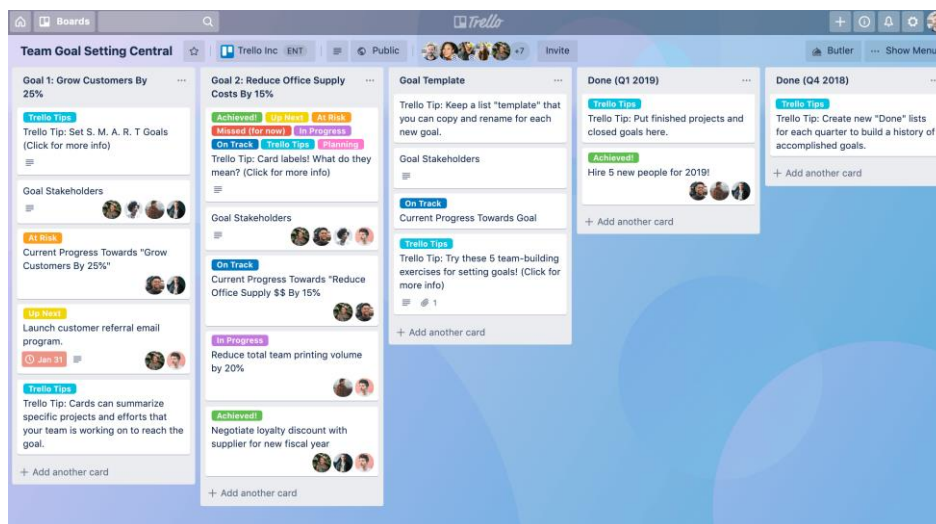 Boards
Trello
Team Goal Setting Central
Trello Inc ENT
Public
+7
Invite
Butler
... Show Menu
Goal 1: Grow Customers By
25%
Trello Tips
Trello Tip: Set S. M. A. R. T Goals
(Click for more info)
Goal Stakeholders
At Risk
Current Progress Towards "Grow
Customers By 25%"
Up Next
Launch customer referral email
program.
Jan 31
Trello Tips
Trello Tip: Cards can summarize
specific projects and efforts that
your team is working on to reach the
goal.
+ Add another card
Goal 2: Reduce Office Supply
Costs By 15%
Achieved! Up Next At Risk
Missed (for now) In Progress
On Track Trello Tips Planning
Trello Tip: Card labels! What do they
mean? (Click for more info)
Goal Stakeholders
On Track
Current Progress Towards "Reduce
Office Supply $$ By 15%
In Progress
Reduce total team printing volume
by 20%
Achieved!
Negotiate loyalty discount with
supplier for new fiscal year
+ Add another card
Goal Template
Trello Tip: Keep a list "template" that
you can copy and rename for each
new goal.
Goal Stakeholders
On Track
Current Progress Towards Goal
Trello Tips
Trello Tip: Try these 5 team-building
exercises for setting goals! (Click for
more info)
1
+ Add another card
Done (Q1 2019)
Trello Tips
Trello Tip: Put finished projects and
closed goals here.
Achieved!
Hire 5 new people for 2019!
+ Add another card
Done (Q4 2018)
Trello Tips
Trello Tip: Create new "Done" lists
for each quarter to build a history of
accomplished goals.
+ Add another card